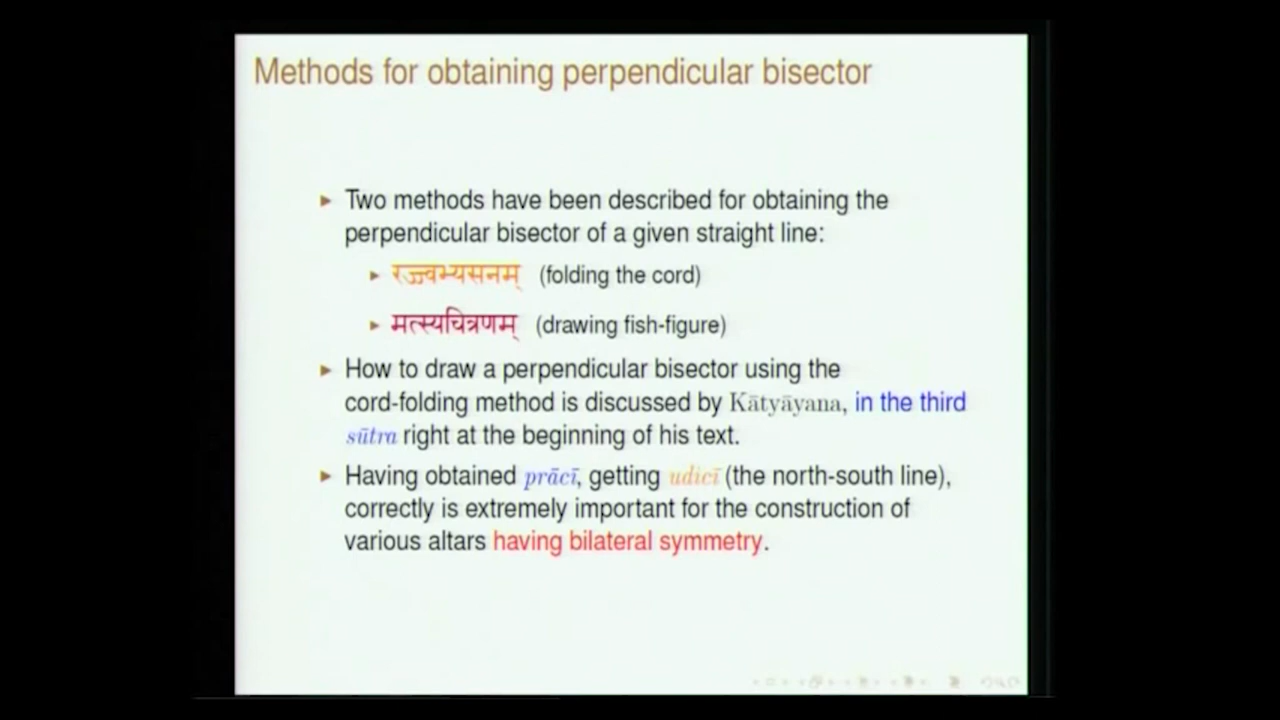 Methods for obtaining perpendicular bisector
Two methods have been described for obtaining the
perpendicular bisector of a given straight line:
रज्ज्वभ्यसनम् (folding the cord)
मत्स्यचित्रणम् (drawing fish-figure)
How to draw a perpendicular bisector using the
cord-folding method is discussed by Kātyāyana, in the third
sūtra right at the beginning of his text.
Having obtained prācī, getting udicī (the north-south line),
correctly is extremely important for the construction of
various altars having bilateral symmetry.